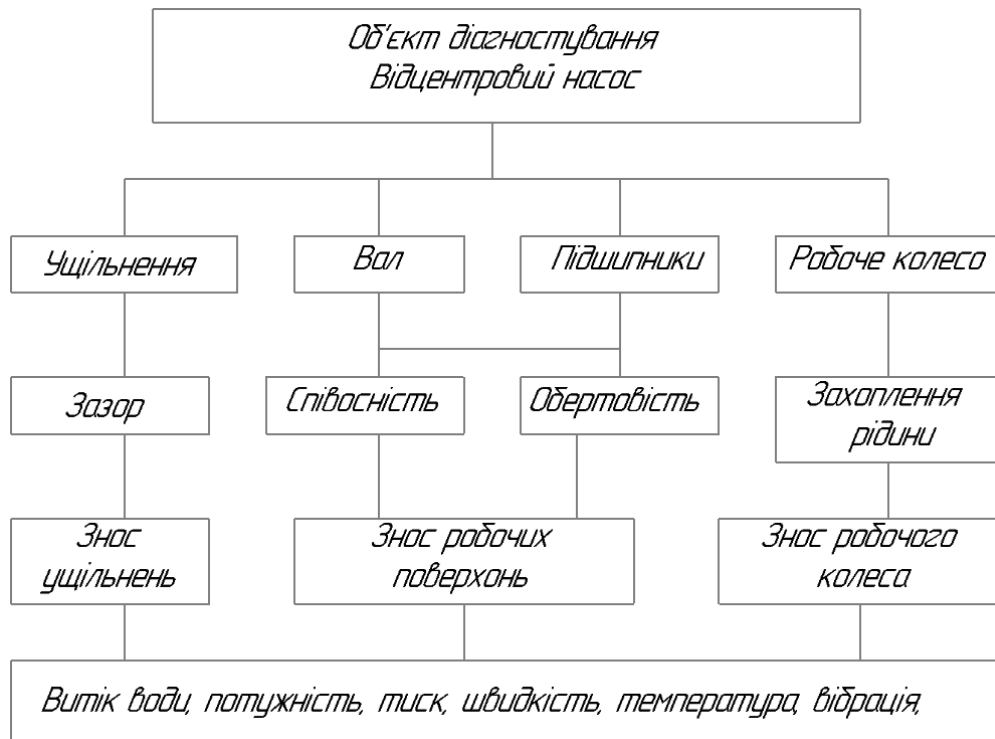 Об'єкт діагностування
Відцентровий насос
Ущільнення
Вал
Підшипники
Робоче колесо
Зазор
Співосність
Обертовість
Захоплення
рідини
Знос
ущільнень
Знос робочих
поверхонь
Знос робочого
колеса
Витік води, потужність, тиск, швидкість, температура, вібрація,